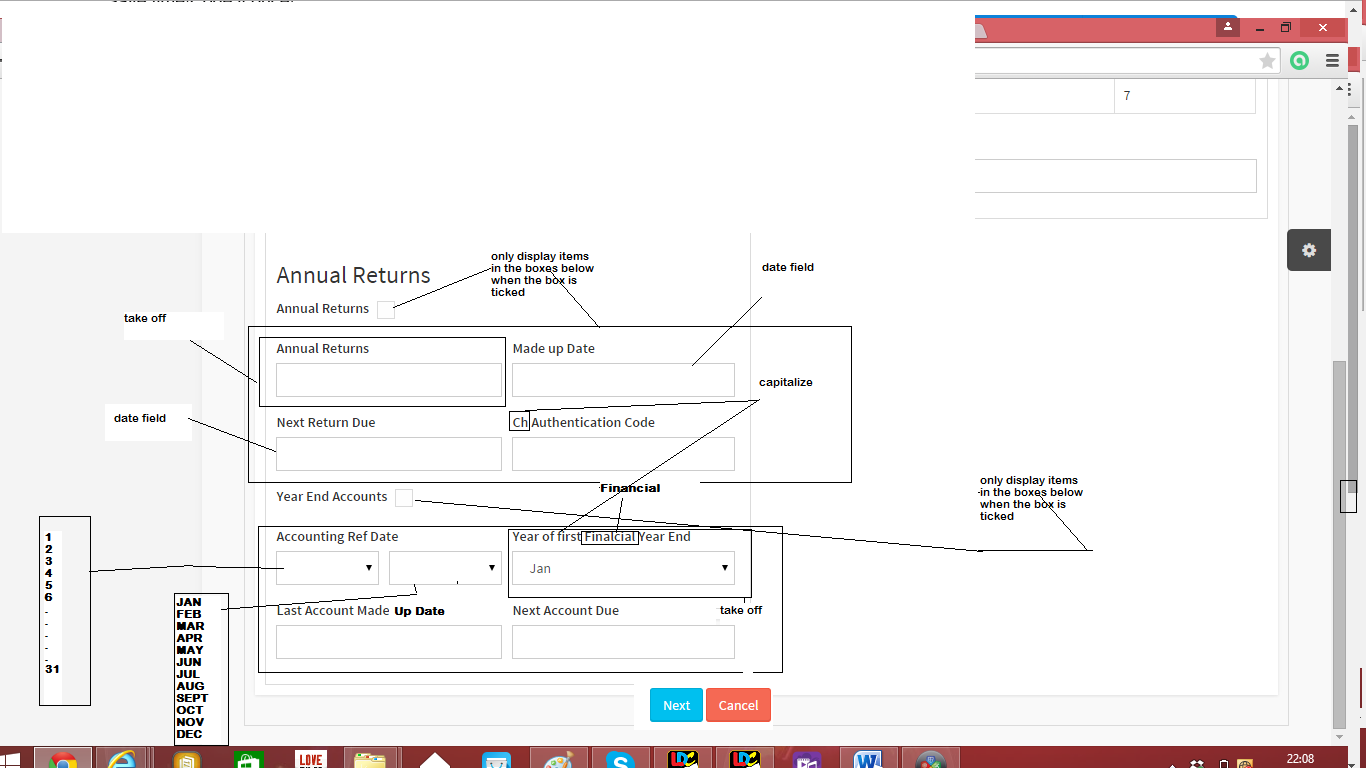 7
Annual Returns
only display items
in the boxes below
when the box is
ticked
date field
Annual Returns
take off
Annual Returns
Made up Date
capitalize
date field
Next Return Due
Ch Authentication Code
Financial
only display items
in the boxes below
when the box is
ticked
Year End Accounts
Accounting Ref Date
Year of first Finalcial Year End
Jan
1
2
3
4
5
6
-
-
-
-
-
31
JAN
FEB
MAR
APR
MAY
JUN
JUL
AUG
SEPT
OCT
NOV
DEC
Last Account Made Up Date
Next Account Due
take off
Next
Cancel
LOVE
LDC
LDC
22:08